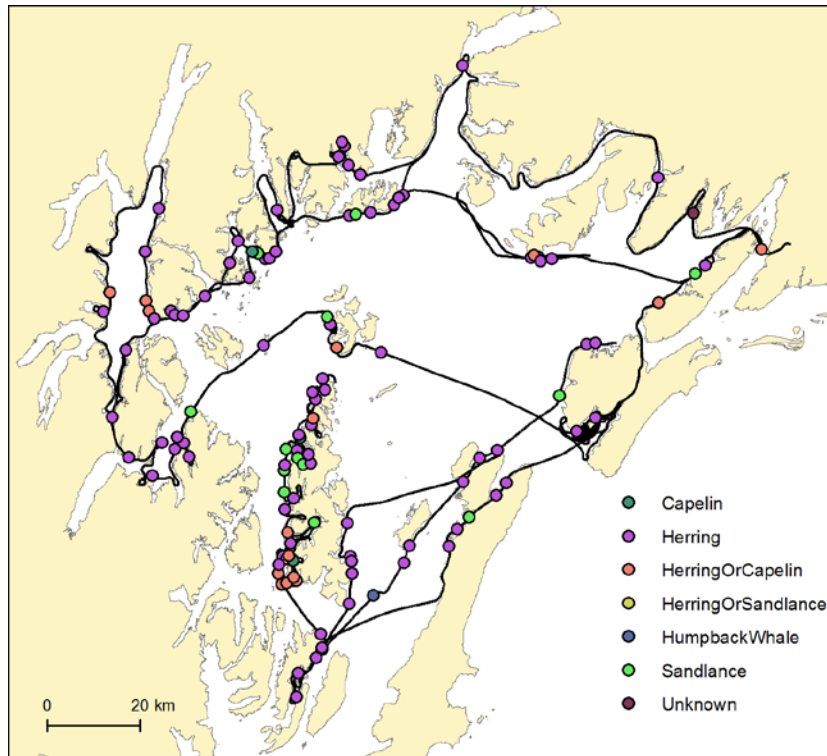 Capelin
Herring
HerringOrCapelin
HerringOrSandlance
HumpbackWhale
Sandlance
Unknown
0 20 km